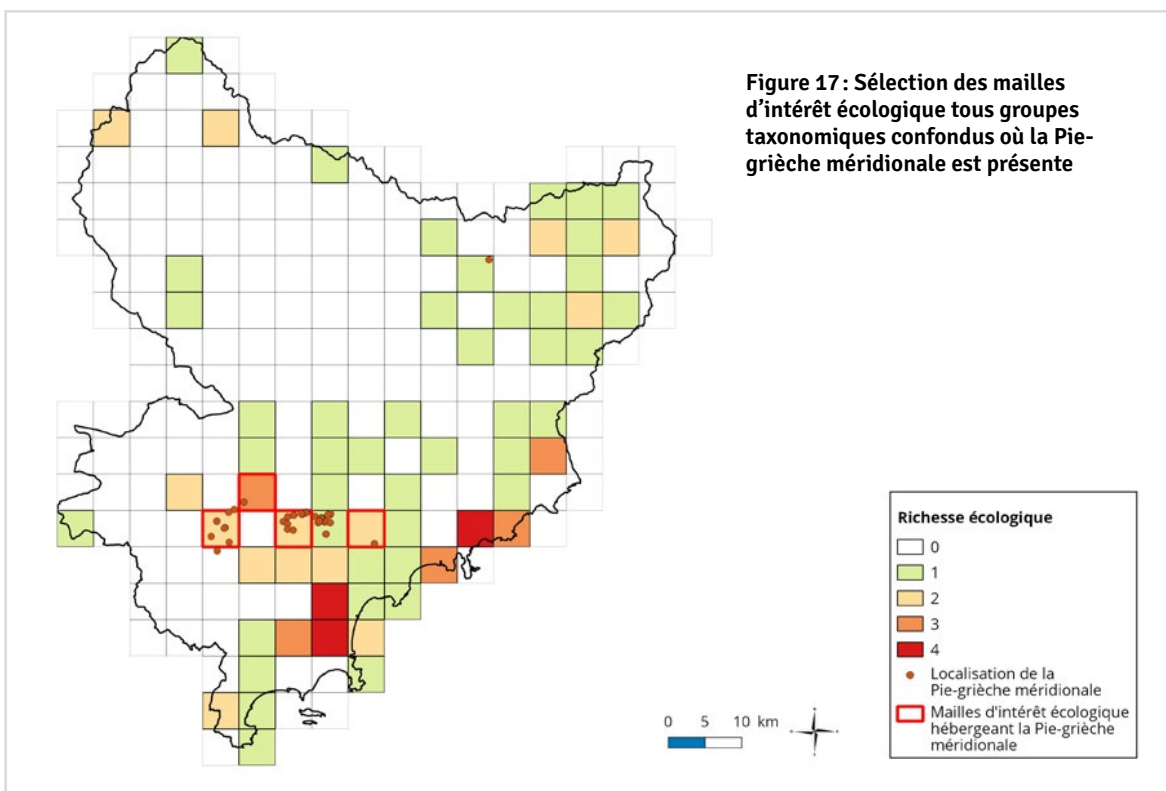 Figure 17 : Sélection des mailles
d’intérêt écologique tous groupes
taxonomiques confondus où la Pie-
grièche méridionale est présente
Richesse écologique
0
1
2
3
4
Localisation de la
Pie-grièche méridionale
Mailles d'intérêt écologique
hébergeant la Pie-grièche
méridionale
0 5 10 km